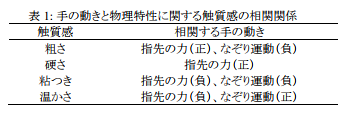 表 1: 手の動きと物理特性に関する触質感の相関関係
触質感 相関する手の動き
粗さ 指先の力(正)、なぞり運動(負)
硬さ 指先の力(正)
粘つき 指先の力(負)、なぞり運動(負)
温かさ 指先の力(負)、なぞり運動(正)